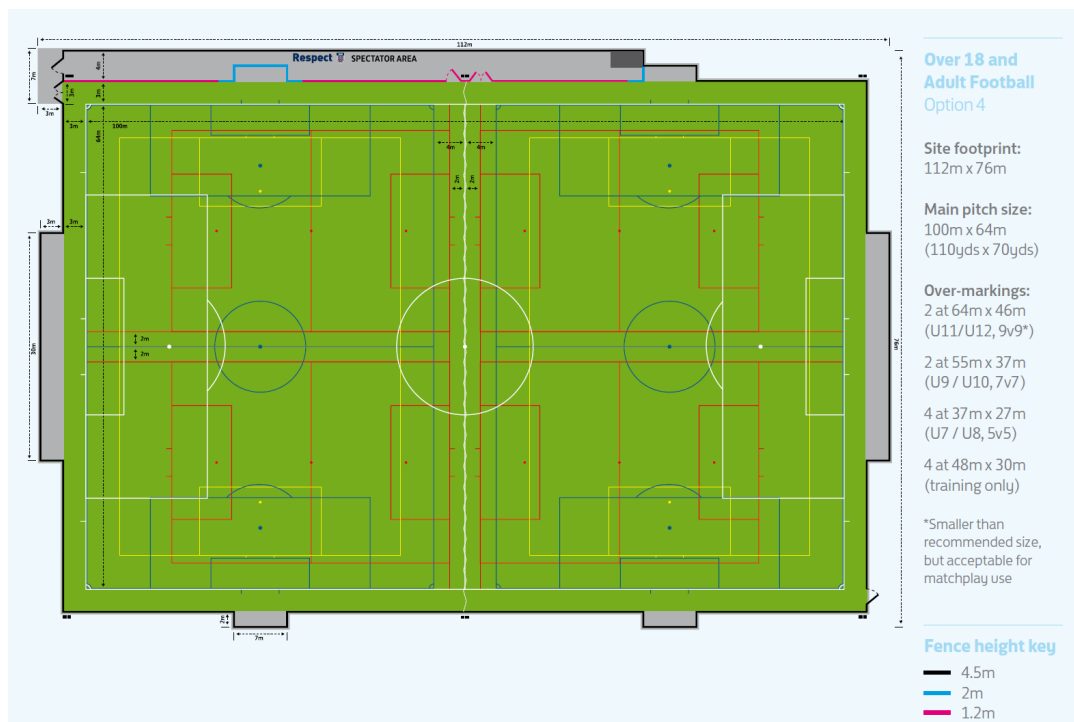 112m
Respect SPECTATOR AREA
7m
4m
3m
3m
3m
3m
100m
64m
4m
4m
2m
2m
3m
3m
30m
2m
2m
76m
2m
7m
Over 18 and
Adult Football
Option 4
Site footprint:
112m x 76m
Main pitch size:
100m x 64m
(110yds x 70yds)
Over-markings:
2 at 64m x 46m
(U11/U12, 9v9*)
2 at 55m x 37m
(U9 / U10, 7v7)
4 at 37m x 27m
(U7 / U8, 5v5)
4 at 48m x 30m
(training only)
*Smaller than
recommended size,
but acceptable for
matchplay use
Fence height key
4.5m
2m
1.2m